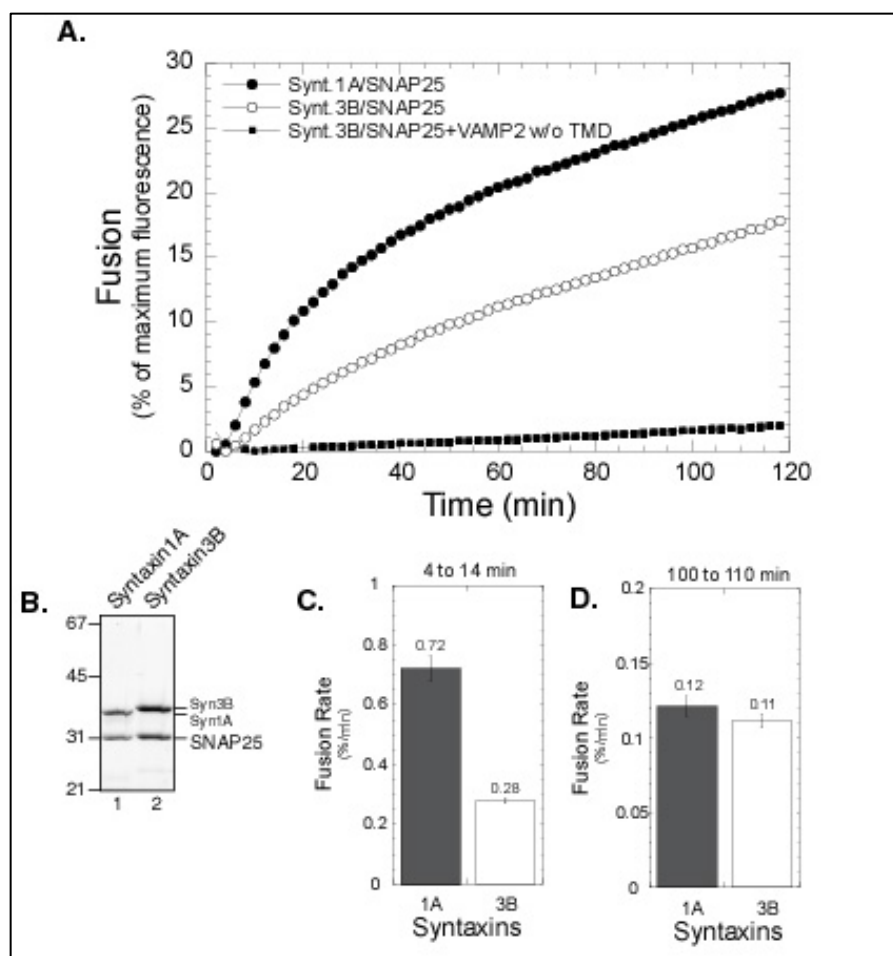 A.
30
25
20
15
10
5
0
Fusion
(% of maximum fluorescence)
Synt.1A/SNAP25
Synt.3B/SNAP25
Synt.3B/SNAP25+VAMP2 w/o TMD
0 20 40 60 80 100 120
Time (min)
B.
Syntaxin1A
Syntaxin3B
67
45
31
21
Syn3B
Syn1A
SNAP25
1 2
C.
4 to 14 min
1
0.8
0.6
0.4
0.2
0
Fusion Rate
(%/min)
0.72
0.28
1A 3B
Syntaxins
D.
100 to 110 min
0.2
0.15
0.1
0.05
0
Fusion Rate
(%/min)
0.12
0.11
1A 3B
Syntaxins